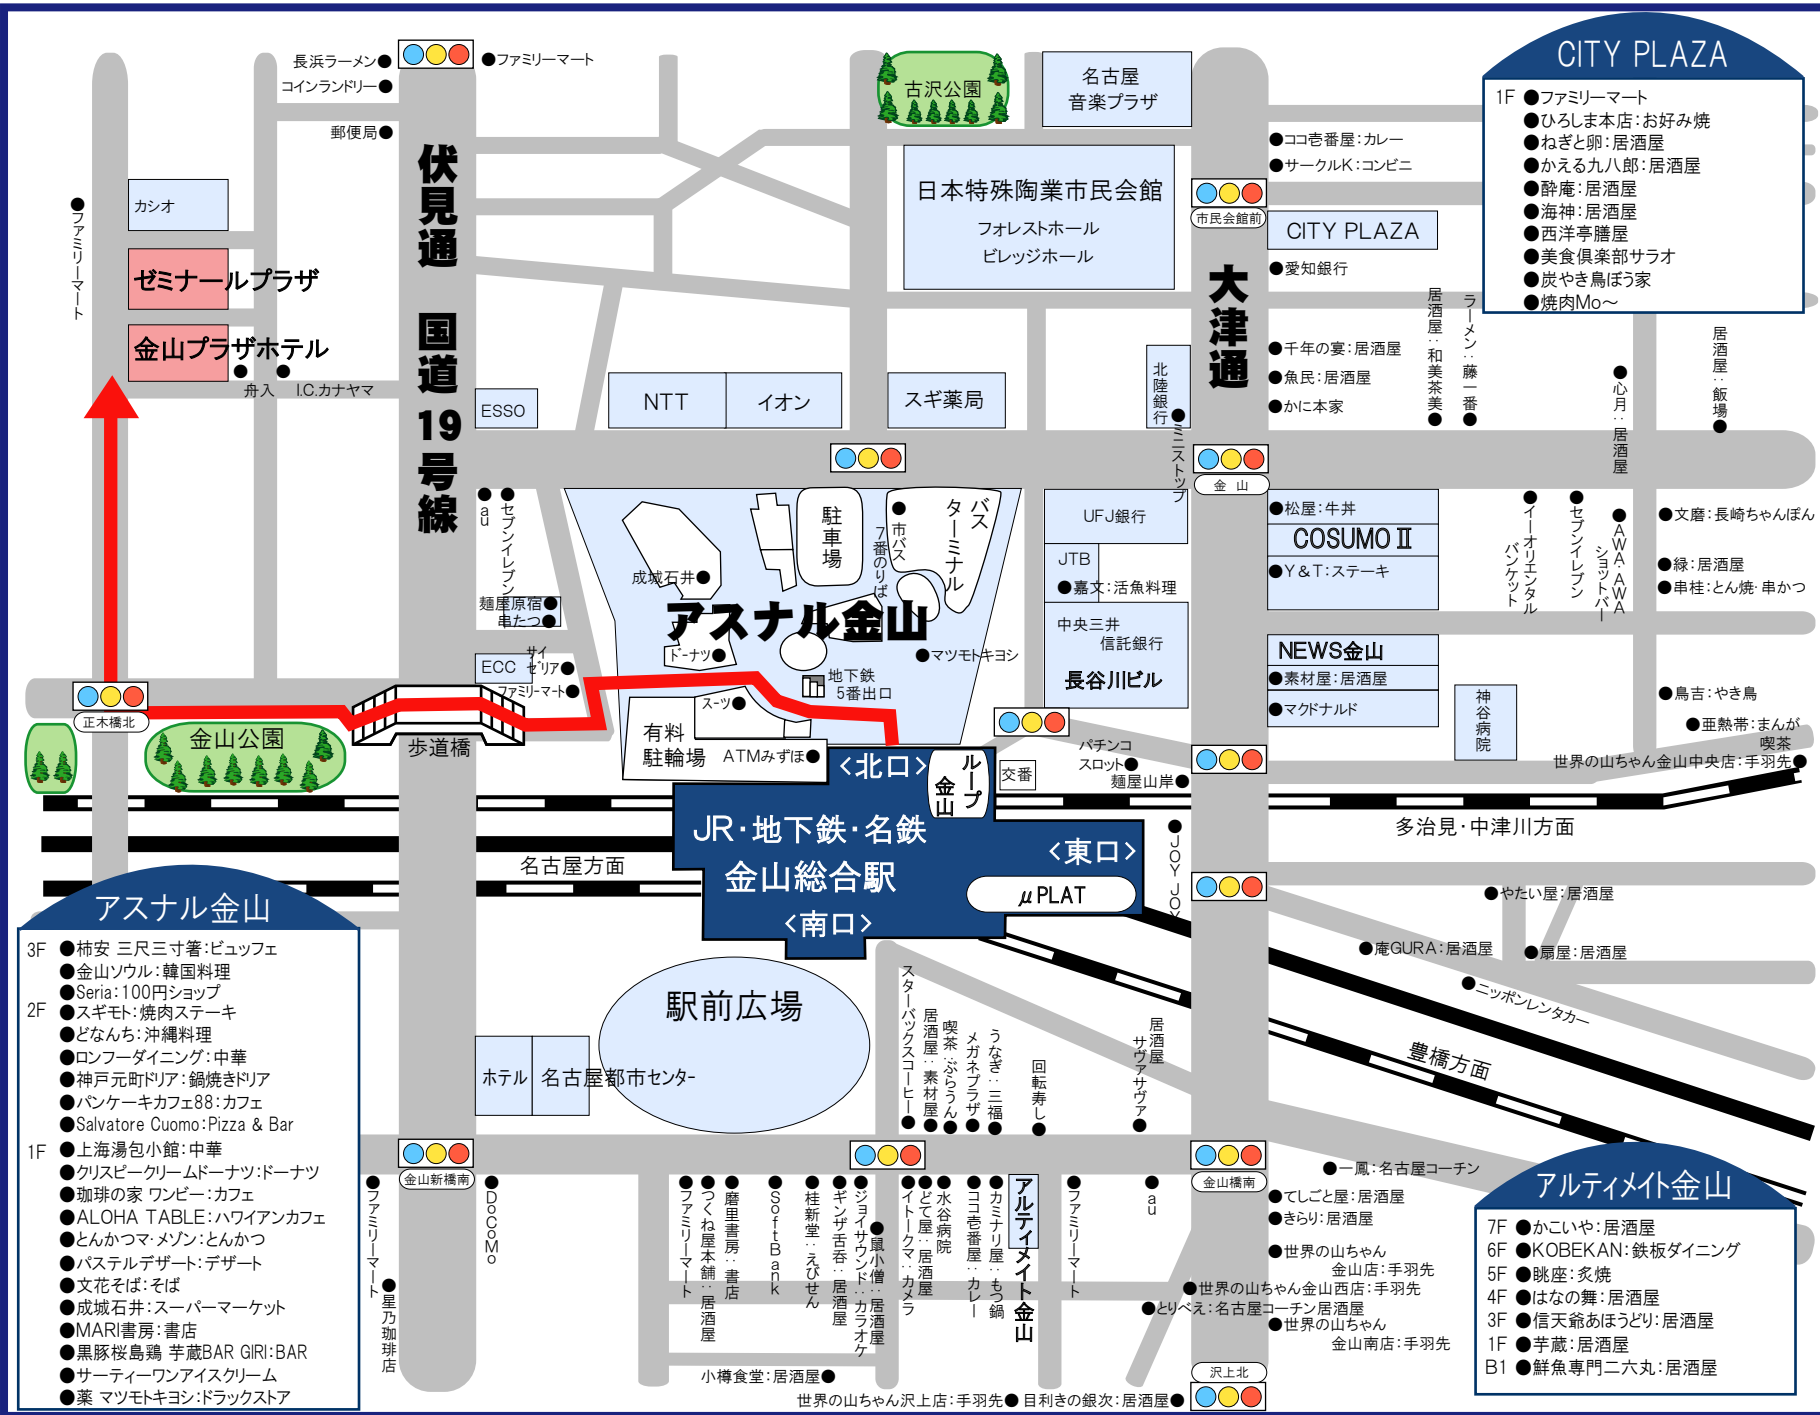 CITY PLAZA
1F ●ファミリーマート
●ひろしま本店:お好み焼
●ねぎと卵:居酒屋
●かえる九八郎:居酒屋
●酔庵:居酒屋
●海神:居酒屋
●西洋亭膳屋
●美食倶楽部サラオ
●炭やき鳥ぼう家
●焼肉Mo～
長浜ラーメン●
●ファミリーマート
コインランドリー●
郵便局●
古沢公園
名古屋
音楽プラザ
●ココ壱番屋:カレー
●サークルK:コンビニ
市民会館前
伏見通 国道19号線
大津通
カシオ
●ファミリーマート
ゼミナールプラザ
金山プラザホテル
舟入
I.C.カナヤマ
日本特殊陶業市民会館
フォレストホール
ビレッジホール
CITY PLAZA
●愛知銀行
居酒屋:和美茶美●
ラーメン:藤一番●
●千年の宴:居酒屋
●魚民:居酒屋
●かに本家
●心月:居酒屋
居酒屋:飯場●
ESSO
NTT
イオン
スギ薬局
北陸銀行
●ミニストップ
金山
●au
●セブンイレブン
麺屋原宿●
串たつ●
ECC
サイゼリア●
ファミリーマート●
成城石井●
駐車場
●市バス
7番のりば
バスターミナル
アスナル金山
ドーナツ●
●マツモトキヨシ
地下鉄
5番出口
スーツ●
有料
駐輪場
ATMみずほ●
UFJ銀行
JTB
●嘉文:活魚料理
中央三井
信託銀行
長谷川ビル
●松屋:牛丼
COSUMO Ⅱ
●Y&T:ステーキ
NEWS金山
●素材屋:居酒屋
●マクドナルド
神谷病院
●イーオリエンタル
バンケット
●セブンイレブン
●AWA・AWA
ショットバー
●文磨:長崎ちゃんぽん
●緑:居酒屋
●串桂:とん焼・串かつ
●鳥吉:やき鳥
●亜熱帯:まんが
喫茶
世界の山ちゃん金山中央店:手羽先●
正木橋北
金山公園
歩道橋
パチンコ
スロット●
麺屋山岸●
交番
ループ金山
<北口>
JR・地下鉄・名鉄
金山総合駅
<東口>
μPLAT
<南口>
●JOY JOY
名古屋方面
多治見・中津川方面
豊橋方面
●やたい屋:居酒屋
●庵GURA:居酒屋
●扇屋:居酒屋
●ニッポンレンタカー
駅前広場
ホテル
名古屋都市センター
スターバックスコーヒー●
居酒屋:素材屋●
喫茶:ぷらうん●
メガネプラザ●
うなぎ:三福●
回転寿し●
居酒屋
サヴァサヴァ●
金山新橋南
金山橋南
●ファミリーマート
●星乃珈琲店
●DoCoMo
●ファミリーマート
●つくね屋本舗:居酒屋
●磨里書房:書店
●SoftBank
●桂新堂:えびせん
●ギンザ舌呑:居酒屋
●ジョイサウンド:カラオケ
●鼠小僧:居酒屋
●イトークマ:カメラ
●どて屋:居酒屋
●水谷病院
●ココ壱番屋:カレー
●カミナリ屋:もつ鍋
アルティメイト金山
●ファミリーマート
●au
●一鳳:名古屋コーチン
●てしごと屋:居酒屋
●きらり:居酒屋
●世界の山ちゃん
金山店:手羽先
●世界の山ちゃん金山西店:手羽先
●とりべえ:名古屋コーチン居酒屋
●世界の山ちゃん
金山南店:手羽先
小樽食堂:居酒屋●
世界の山ちゃん沢上店:手羽先●
目利きの銀次:居酒屋●
沢上北
アスナル金山
3F ●柿安 三尺三寸箸:ビュッフェ
●金山ソウル:韓国料理
●Seria:100円ショップ
2F ●スギモト:焼肉ステーキ
●どなんち:沖縄料理
●ロンフーダイニング:中華
●神戸元町ドリア:鍋焼きドリア
●パンケーキカフェ88:カフェ
●Salvatore Cuomo:Pizza & Bar
1F ●上海湯包小館:中華
●クリスピークリームドーナツ:ドーナツ
●珈琲の家 ワンビー:カフェ
●ALOHA TABLE:ハワイアンカフェ
●とんかつマ・メゾン:とんかつ
●パステルデザート:デザート
●文花そば:そば
●成城石井:スーパーマーケット
●MARI書房:書店
●黒豚桜島鶏 芋蔵BAR GIRI:BAR
●サーティーワンアイスクリーム
●薬 マツモトキヨシ:ドラックストア
アルティメイト金山
7F ●かこいや:居酒屋
6F ●KOBEKAN:鉄板ダイニング
5F ●眺座:炙焼
4F ●はなの舞:居酒屋
3F ●信天爺あほうどり:居酒屋
1F ●芋蔵:居酒屋
B1 ●鮮魚専門二六丸:居酒屋